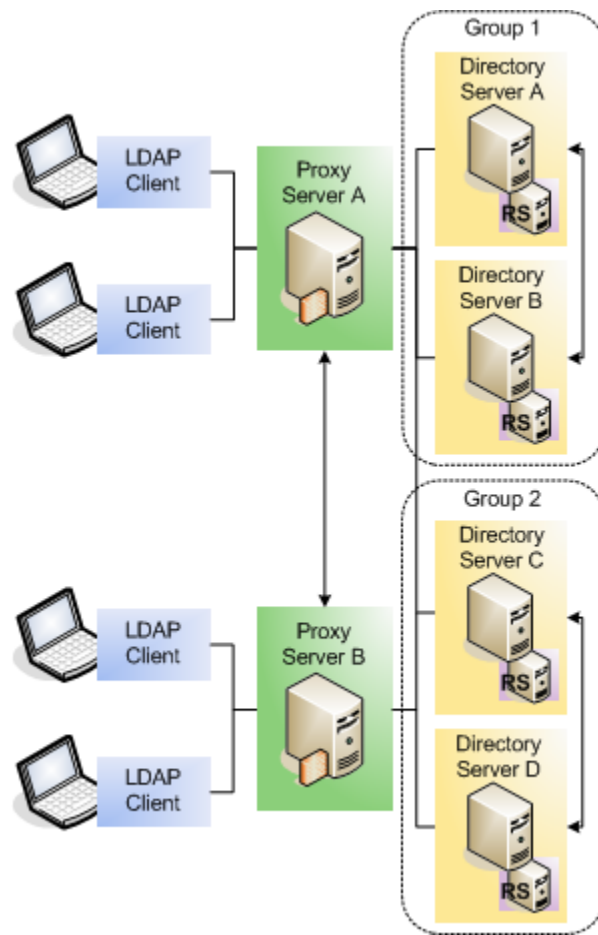 Group 1
Directory
Server A
RS
LDAP
Client
Proxy
Server A
LDAP
Client
Directory
Server B
RS
Group 2
Directory
Server C
RS
LDAP
Client
Proxy
Server B
LDAP
Client
Directory
Server D
RS